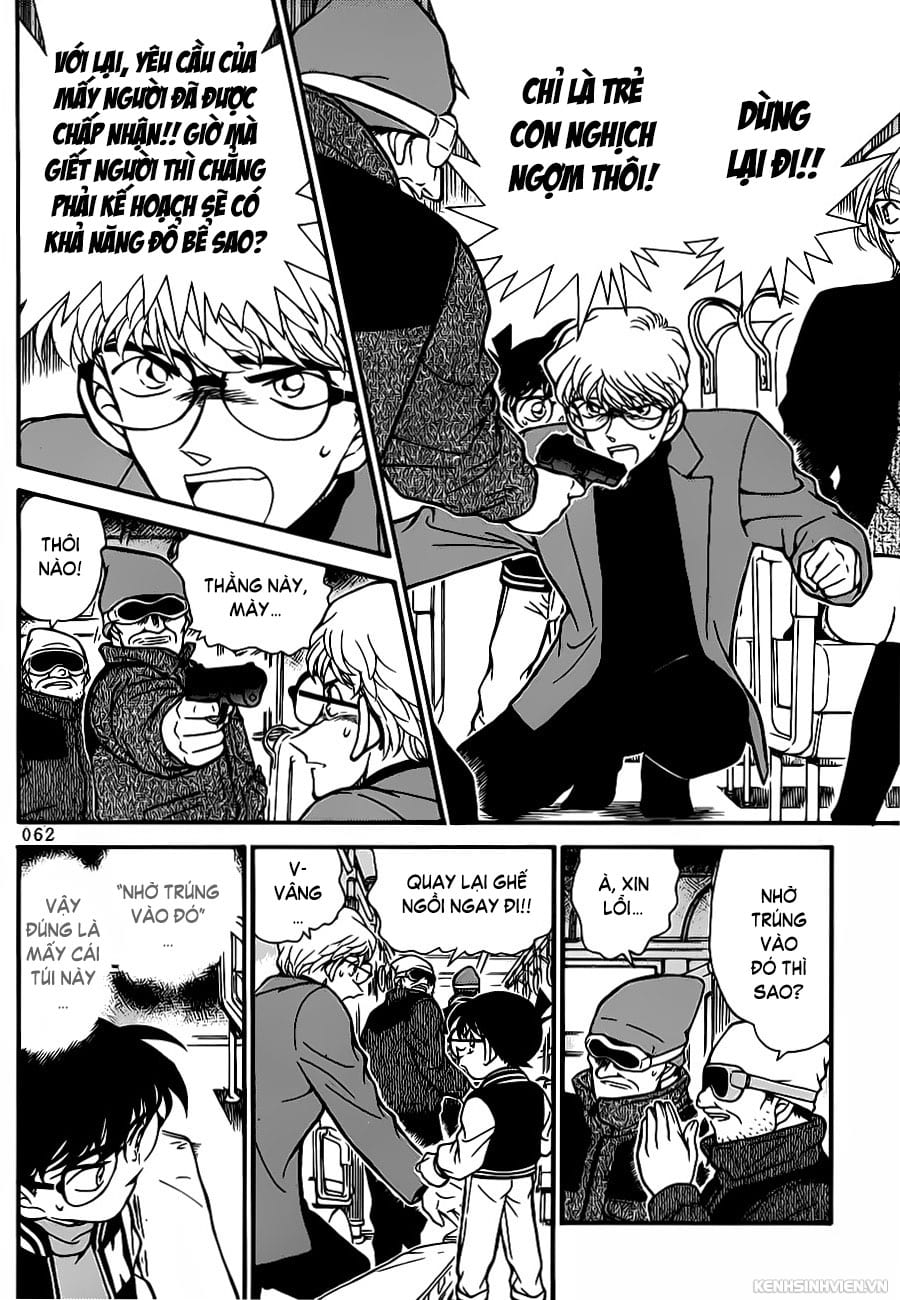 DỪNG
LẠI ĐI!!
CHỈ LÀ TRẺ
CON NGHỊCH
NGỢM THÔI!
VỚI LẠI, YÊU CẦU CỦA
MẤY NGƯỜI ĐÃ ĐƯỢC
CHẤP NHẬN!! GIỜ MÀ
GIẾT NGƯỜI THÌ CHẲNG
PHẢI KẾ HOẠCH SẼ CÓ
KHẢ NĂNG ĐỔ BỂ SAO?
THẰNG NÀY,
MÀY...
THÔI
NÀO!
062
NHỜ
TRÚNG
VÀO
ĐÓ THÌ
SAO?
À, XIN
LỖI...
QUAY LẠI GHẾ
NGỒI NGAY ĐI!!
V-
VÂNG
...
"NHỜ TRÚNG
VÀO ĐÓ"
...
VẬY
ĐÚNG LÀ
MẤY CÁI
TÚI NÀY
...
KENHSINHVIEN.VN